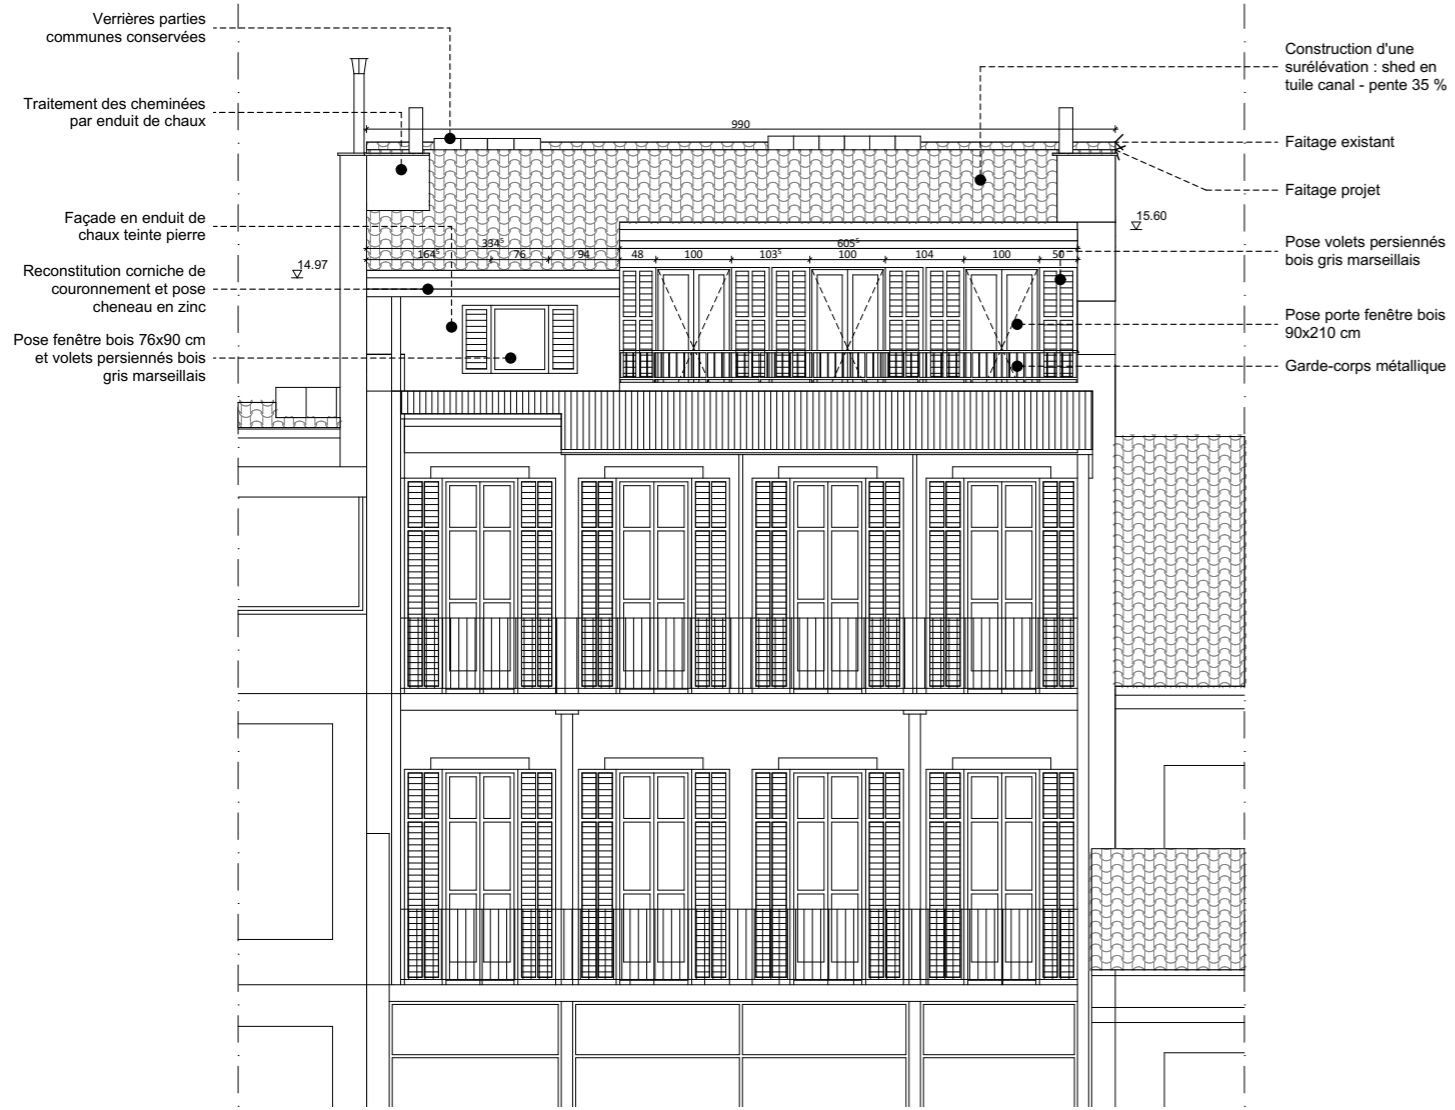 Verrières parties
communes conservées
Traitement des cheminées
par enduit de chaux
Façade en enduit de
chaux teinte pierre
Reconstitution corniche de
couronnement et pose
cheneau en zinc
Pose fenêtre bois 76x90 cm
et volets persiennés bois
gris marseillais
14.97
990
334⁵
164⁵ 76 94
605⁵
48 100 103⁵ 100 104 100 50
15.60
Construction d'une
surélévation : shed en
tuile canal - pente 35 %
Faitage existant
Faitage projet
Pose volets persiennés
bois gris marseillais
Pose porte fenêtre bois
90x210 cm
Garde-corps métallique